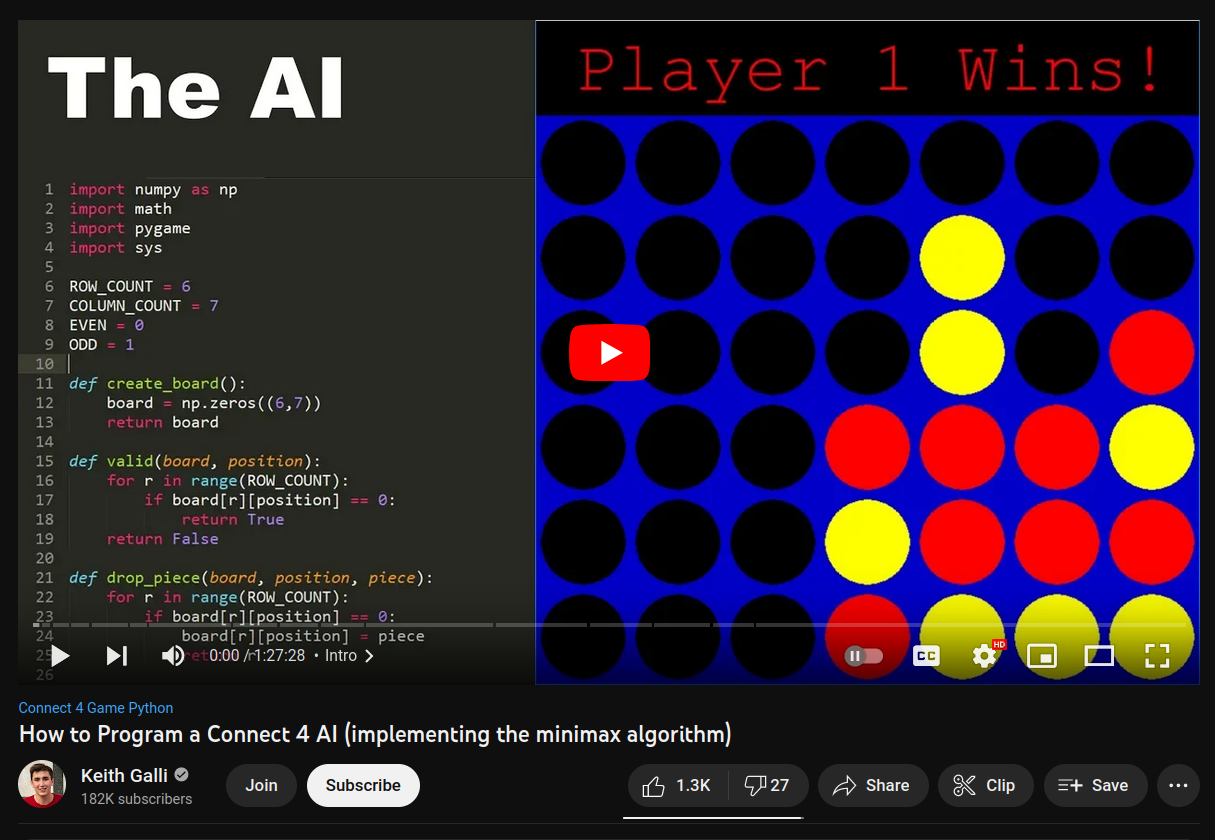 The AI
Player 1 Wins!
1 import numpy as np
2 import math
3 import pygame
4 import sys
5
6 ROW_COUNT = 6
7 COLUMN_COUNT = 7
8 EVEN = 0
9 ODD = 1
10
11 def create_board():
12 board = np.zeros((6,7))
13 return board
14
15 def valid(board, position):
16 for r in range(ROW_COUNT):
17 if board[r][position] == 0:
18 return True
19 return False
20
21 def drop_piece(board, position, piece):
22 for r in range(ROW_COUNT):
23 if board[r][position] == 0:
24 board[r][position] = piece
25
26
0:00 / 1:27:28 • Intro
CC
HD
Connect 4 Game Python
How to Program a Connect 4 AI (implementing the minimax algorithm)
Keith Galli
182K subscribers
Join
Subscribe
1.3K
27
Share
Clip
Save